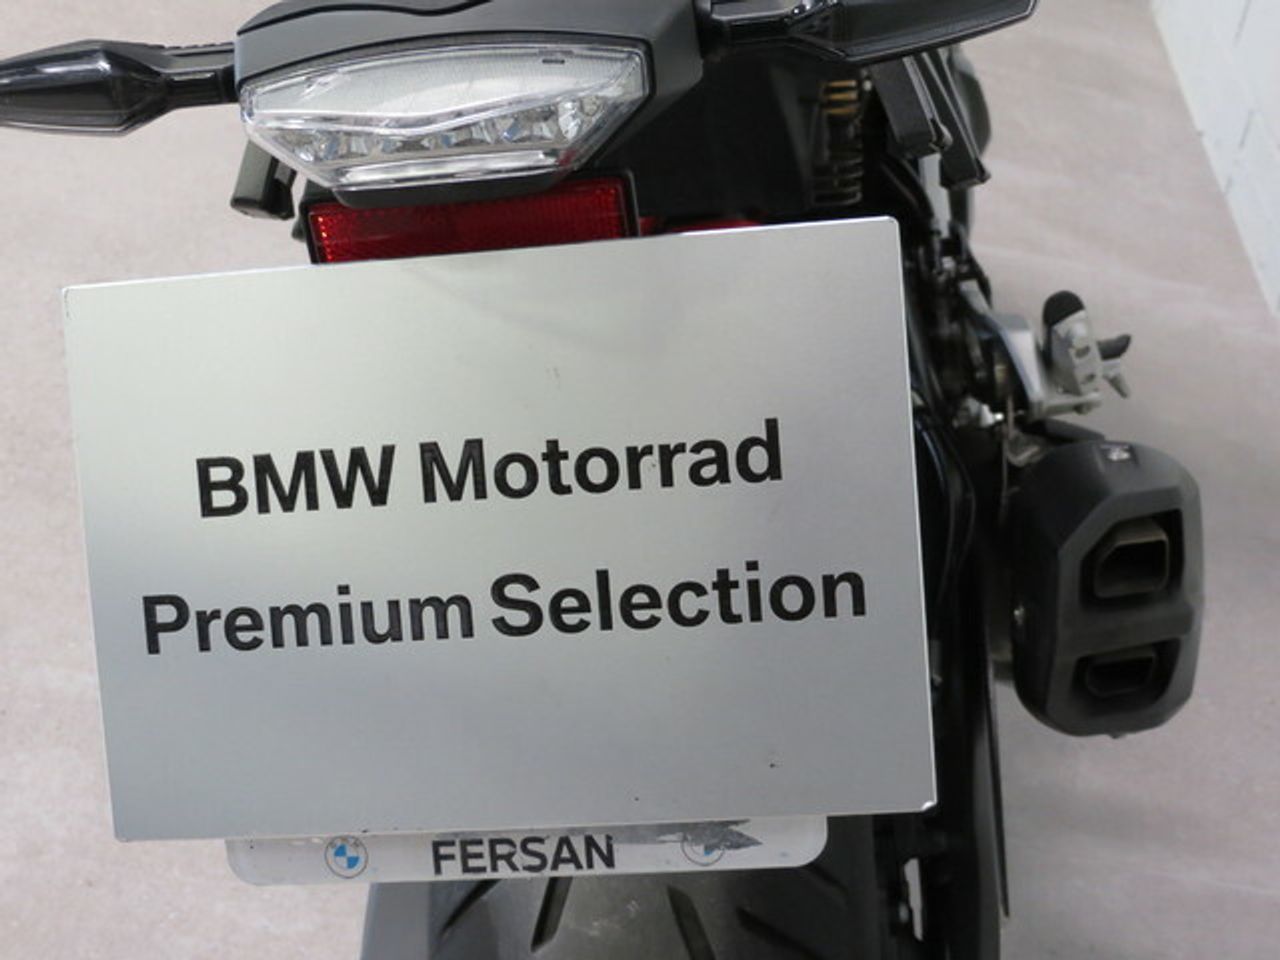 BMW Motorrad
Premium Selection
FERSAN